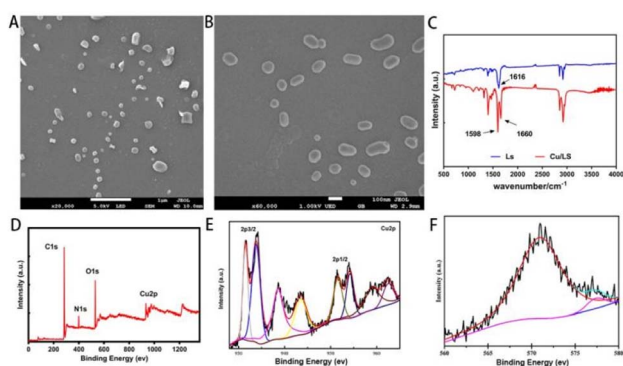 A
B
C
x20,000 5.0kV LED SEM 1μm JEOL WD 10.0mm
x60,000 1.00kV LED GB 100nm JEOL WD 2.9mm
Intensity (a.u.)
1616
1598
1660
Ls
Cu/LS
500 1000 1500 2000 2500 3000 3500 4000
wavenumber/cm⁻¹
D
E
F
C1s
N1s
O1s
Cu2p
Intensity (a.u.)
0 200 400 600 800 1000 1200
Binding Energy (ev)
2p3/2
2p1/2
Cu2p
Intensity (a.u.)
Binding Energy (ev)
Intensity (a.u.)
560 565 570 575 580
Binding Energy (ev)